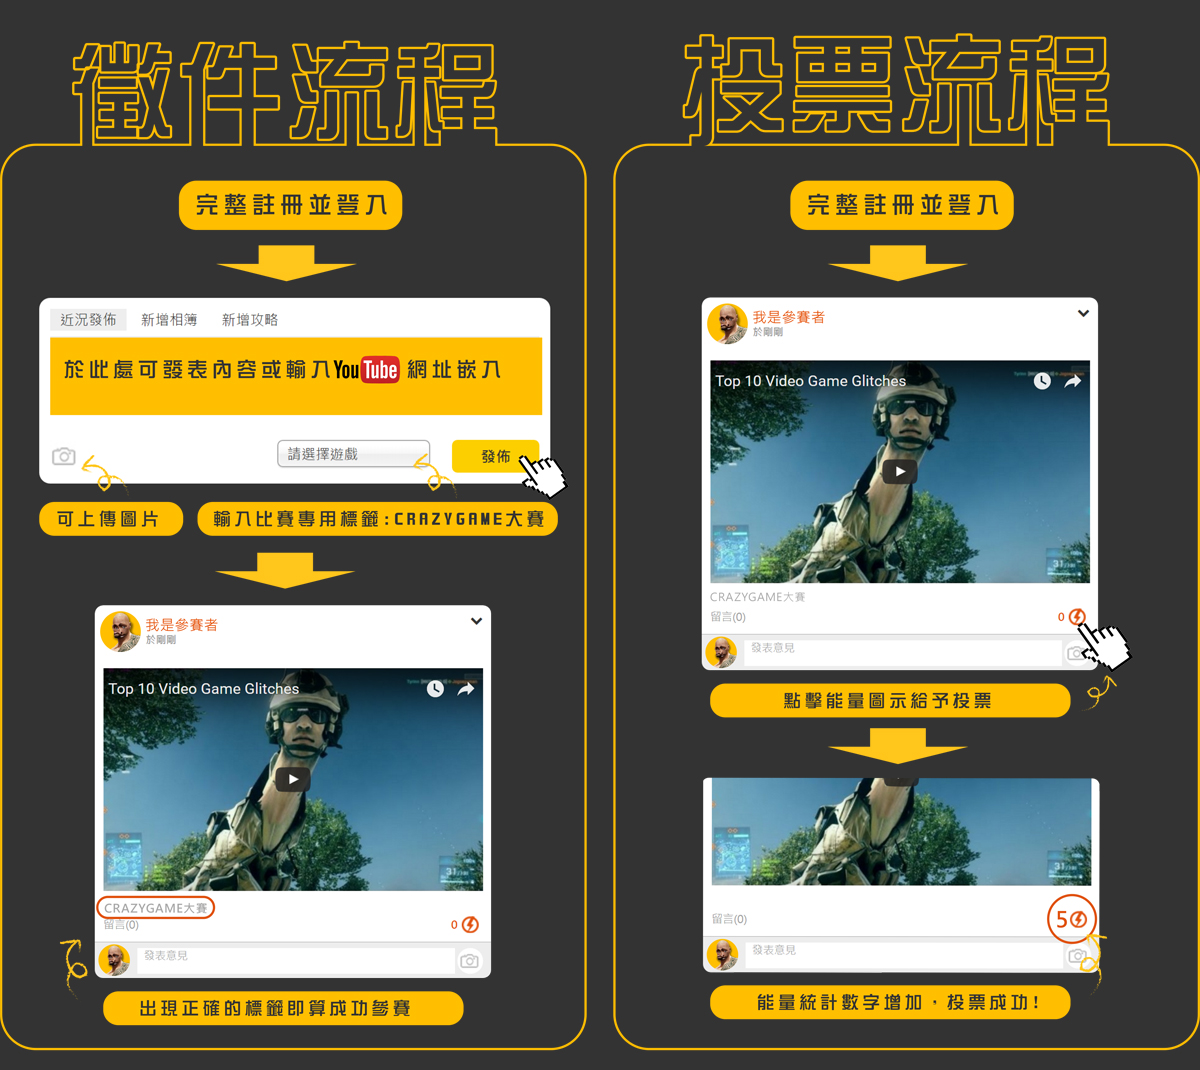 徵件流程
完整註冊並登入
近況發佈 新增相簿 新增攻略
於此處可發表內容或輸入YouTube 網址嵌入
請選擇遊戲
發佈
可上傳圖片
輸入比賽專用標籤:CRAZYGAME大賽
我是參賽者
於剛剛
Top 10 Video Game Glitches
CRAZYGAME大賽
留言(0)
0
發表意見
出現正確的標籤即算成功參賽
投票流程
完整註冊並登入
我是參賽者
於剛剛
Top 10 Video Game Glitches
CRAZYGAME大賽
留言(0)
0
發表意見
點擊能量圖示給予投票
留言(0)
5
發表意見
能量統計數字增加，投票成功!